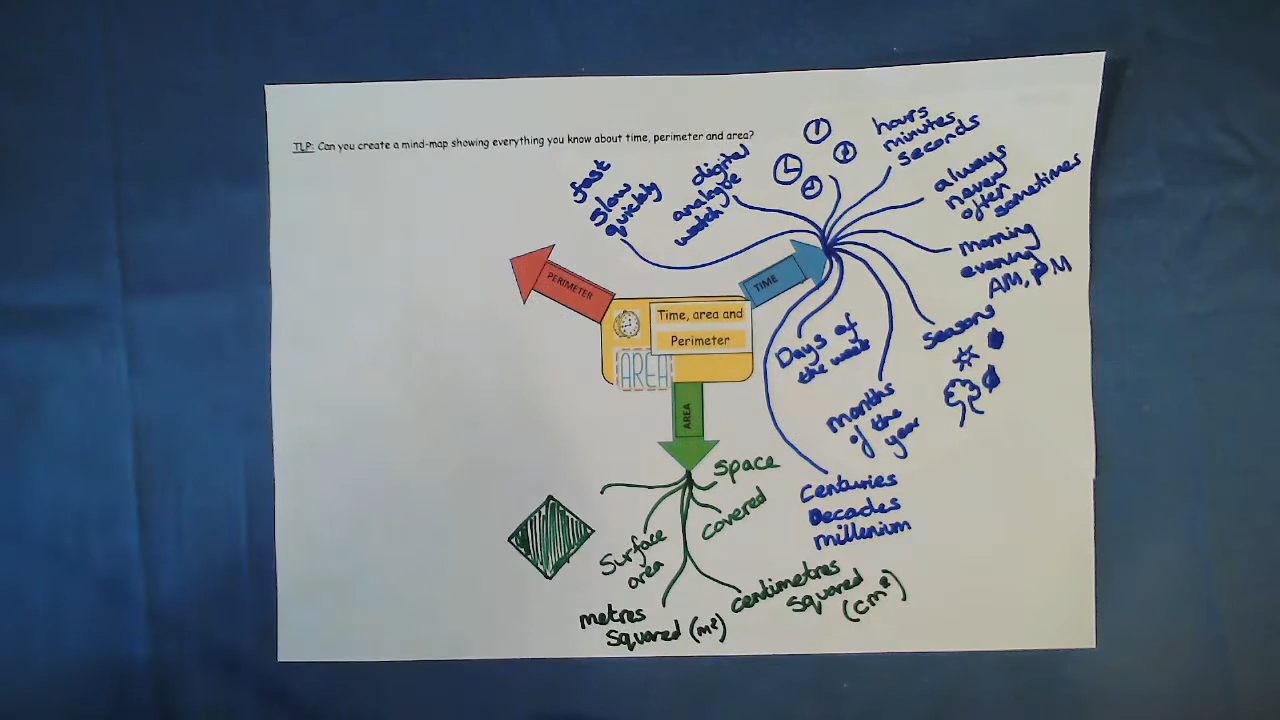 TLP: Can you create a mind-map showing everything you know about time, perimeter and area?
fast
slow
quickly
digital
analogue
watch
hours
minutes
seconds
always
never
often
sometimes
morning
evening
AM, PM
Seasons
PERIMETER
TIME
Time, area and
Perimeter
AREA
AREA
Days of
the week
months
of the
year
Centuries
Decades
millenium
Space
covered
Surface
area
metres
squared (m²)
centimetres
squared
(cm²)